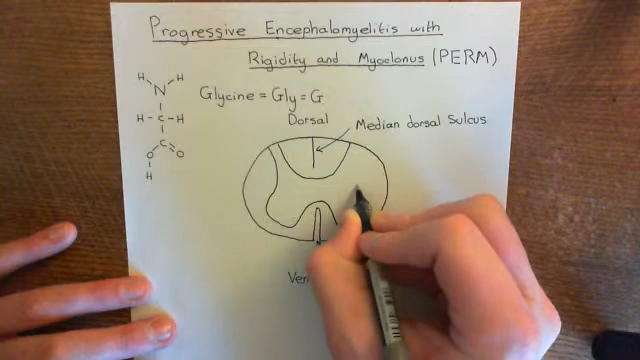 Progressive Encephalomyelitis with
Rigidity and Myoclonus (PERM)
H H
N
Glycine = Gly = G
H - C - H
Dorsal
Median dorsal Sulcus
C
O O
H